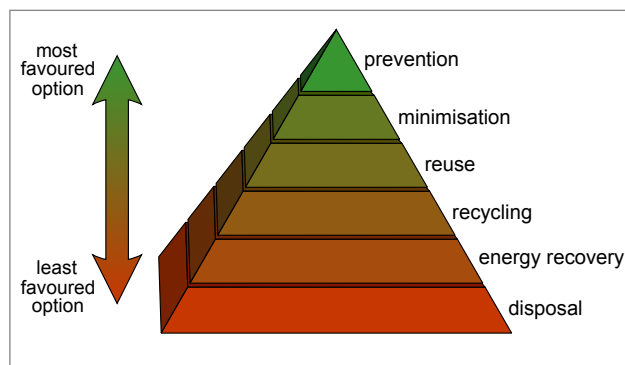 most
favoured
option
prevention
minimisation
reuse
recycling
energy recovery
disposal
least
favoured
option